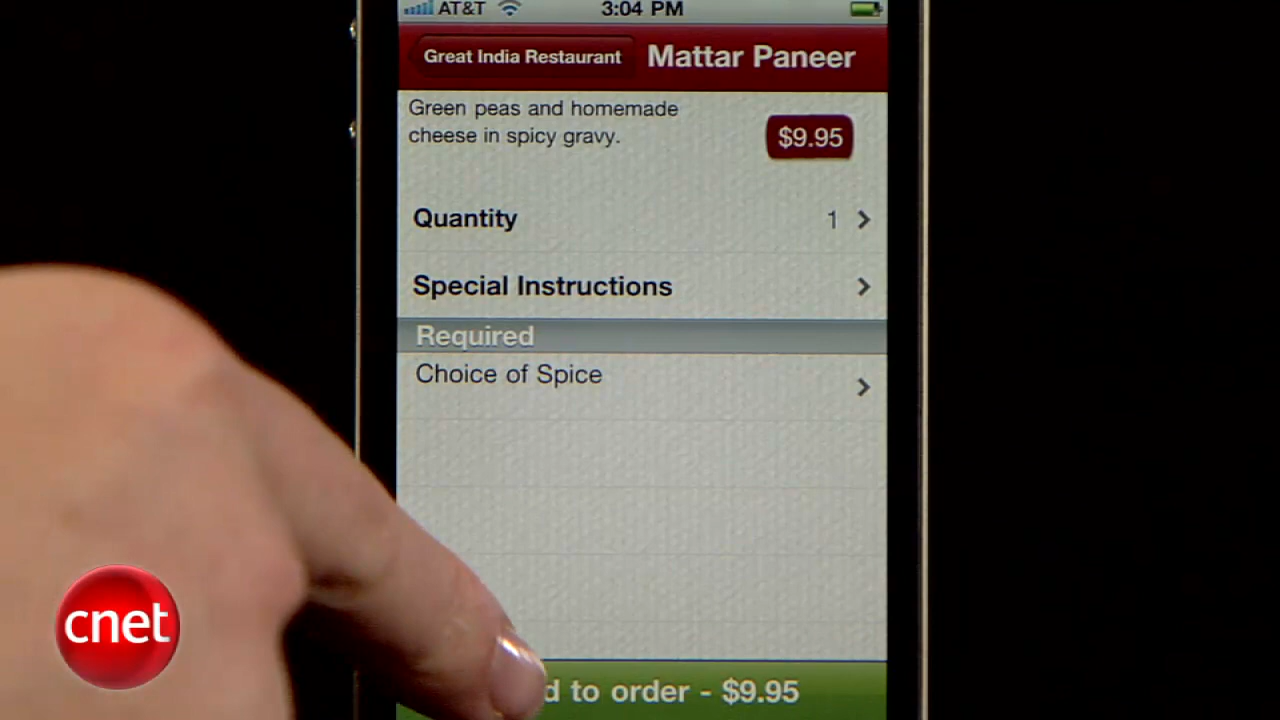 AT&T 3:04 PM
Great India Restaurant Mattar Paneer
Green peas and homemade
cheese in spicy gravy.
$9.95
Quantity 1
Special Instructions
Required
Choice of Spice
d to order - $9.95
cnet